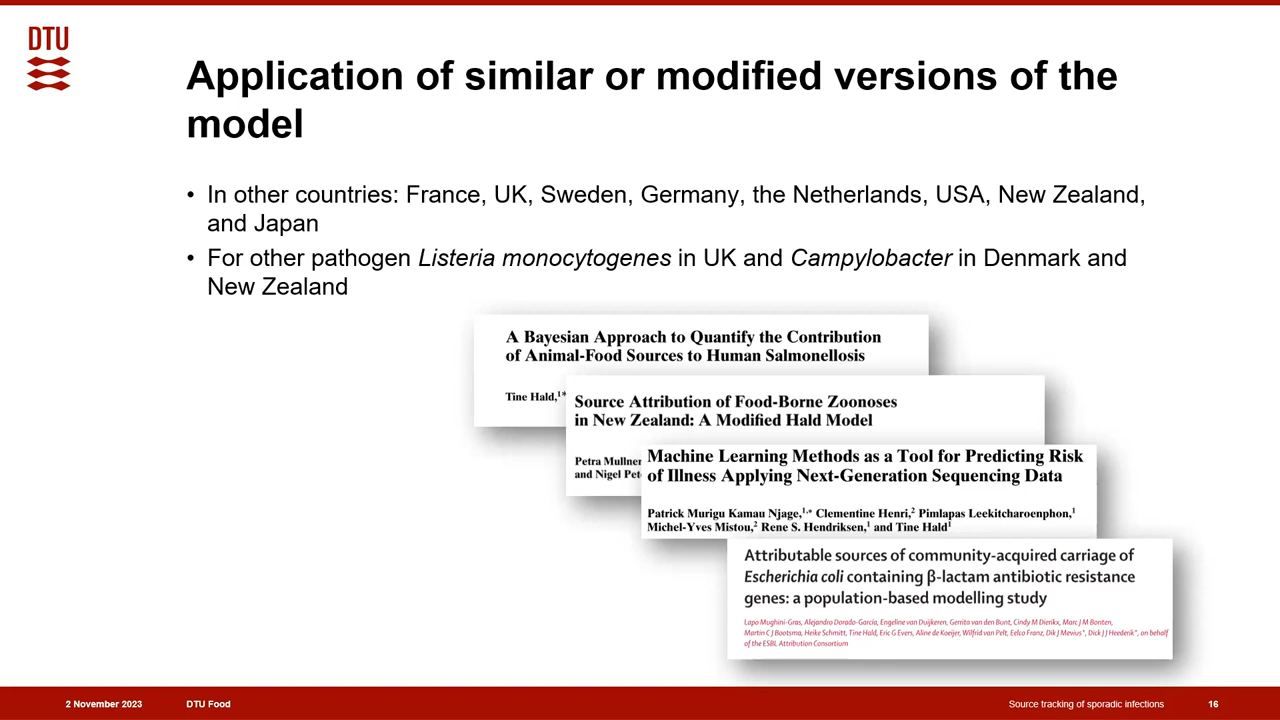 DTU
Application of similar or modified versions of the
model
• In other countries: France, UK, Sweden, Germany, the Netherlands, USA, New Zealand,
and Japan
• For other pathogen Listeria monocytogenes in UK and Campylobacter in Denmark and
New Zealand
A Bayesian Approach to Quantify the Contribution
of Animal-Food Sources to Human Salmonellosis
Tine Hald,¹*
Source Attribution of Food-Borne Zoonoses
in New Zealand: A Modified Hald Model
Petra Mullner
and Nigel Pet
Machine Learning Methods as a Tool for Predicting Risk
of Illness Applying Next-Generation Sequencing Data
Patrick Murigu Kamau Njage,¹,* Clementine Henri,² Pimlapas Leekitcharoenphon,¹
Michel-Yves Mistou,² Rene S. Hendriksen,¹ and Tine Hald¹
Attributable sources of community-acquired carriage of
Escherichia coli containing β-lactam antibiotic resistance
genes: a population-based modelling study
Lapo Mughini-Gras, Alejandro Dorado-García, Engeline van Duijkeren, Gerrita van den Bunt, Cindy M Dierikx, Marc J M Bonten,
Martin C J Bootsma, Heike Schmitt, Tine Hald, Eric G Evers, Aline de Koeijer, Wilfrid van Pelt, Eelco Franz, Dik J Mevius*, Dick J J Heederik*, on behalf
of the ESBL Attribution Consortium
2 November 2023
DTU Food
Source tracking of sporadic infections
16